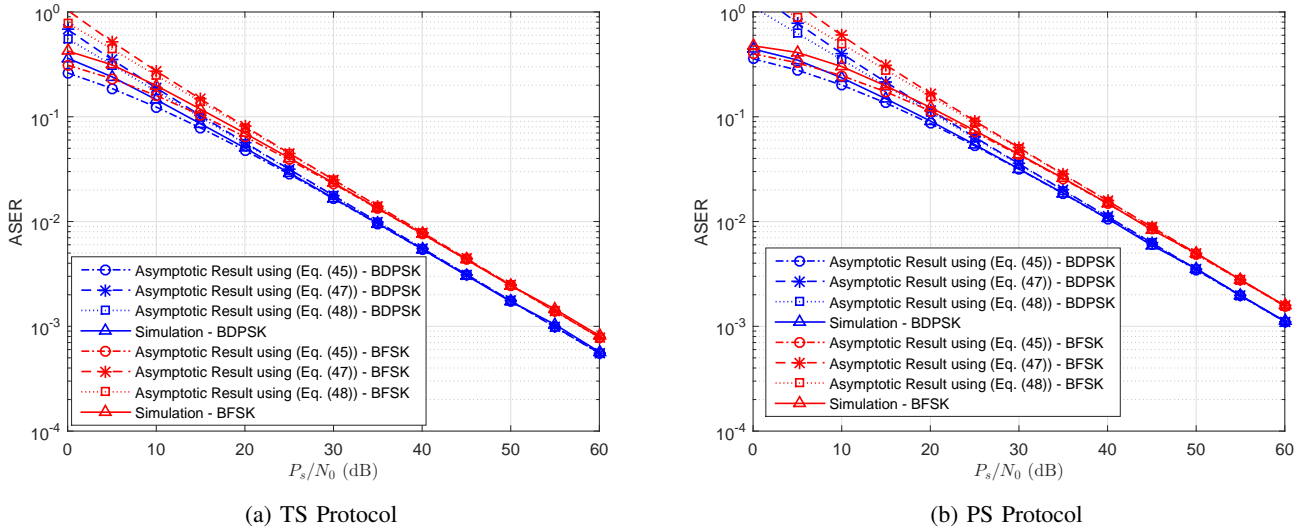 10^0
10^-1
10^-2
10^-3
10^-4
ASER
0 10 20 30 40 50 60
P_s/N_0 (dB)
Asymptotic Result using (Eq. (45)) - BDPSK
Asymptotic Result using (Eq. (47)) - BDPSK
Asymptotic Result using (Eq. (48)) - BDPSK
Simulation - BDPSK
Asymptotic Result using (Eq. (45)) - BFSK
Asymptotic Result using (Eq. (47)) - BFSK
Asymptotic Result using (Eq. (48)) - BFSK
Simulation - BFSK
(a) TS Protocol
10^0
10^-1
10^-2
10^-3
10^-4
ASER
0 10 20 30 40 50 60
P_s/N_0 (dB)
Asymptotic Result using (Eq. (45)) - BDPSK
Asymptotic Result using (Eq. (47)) - BDPSK
Asymptotic Result using (Eq. (48)) - BDPSK
Simulation - BDPSK
Asymptotic Result using (Eq. (45)) - BFSK
Asymptotic Result using (Eq. (47)) - BFSK
Asymptotic Result using (Eq. (48)) - BFSK
Simulation - BFSK
(b) PS Protocol